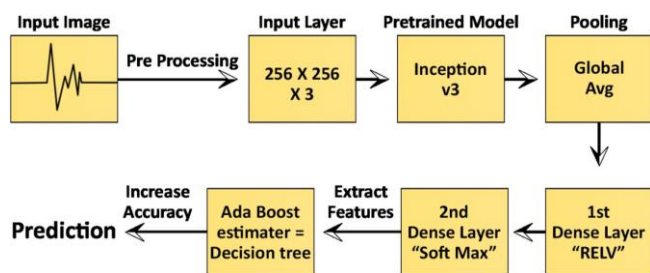 Input Image
Input Layer
Pretrained Model
Pooling
Pre Processing
256 X 256
X 3
Inception
v3
Global
Avg
Increase
Accuracy
Extract
Features
Prediction
Ada Boost
estimater =
Decision tree
2nd
Dense Layer
“Soft Max”
1st
Dense Layer
“RELV”